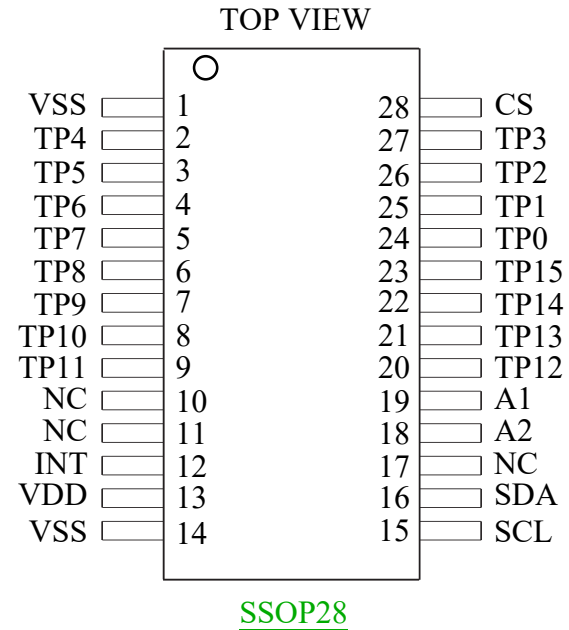 TOP VIEW
VSS 1 28 CS
TP4 2 27 TP3
TP5 3 26 TP2
TP6 4 25 TP1
TP7 5 24 TP0
TP8 6 23 TP15
TP9 7 22 TP14
TP10 8 21 TP13
TP11 9 20 TP12
NC 10 19 A1
NC 11 18 A2
INT 12 17 NC
VDD 13 16 SDA
VSS 14 15 SCL
SSOP28